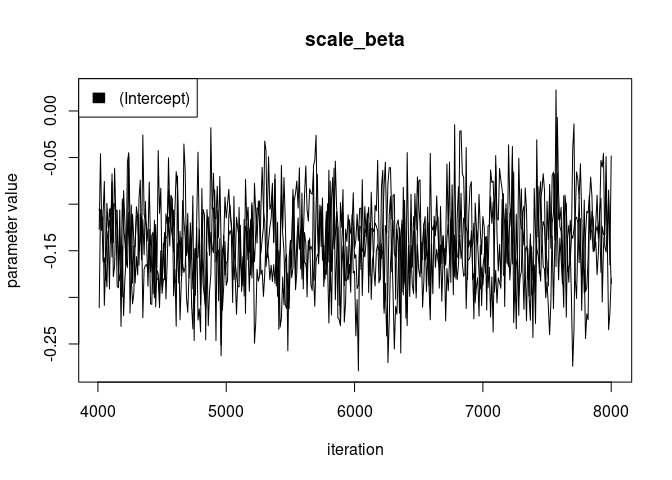 scale_beta
(Intercept)
0.00
-0.05
-0.15
-0.25
parameter value
4000 5000 6000 7000 8000
iteration